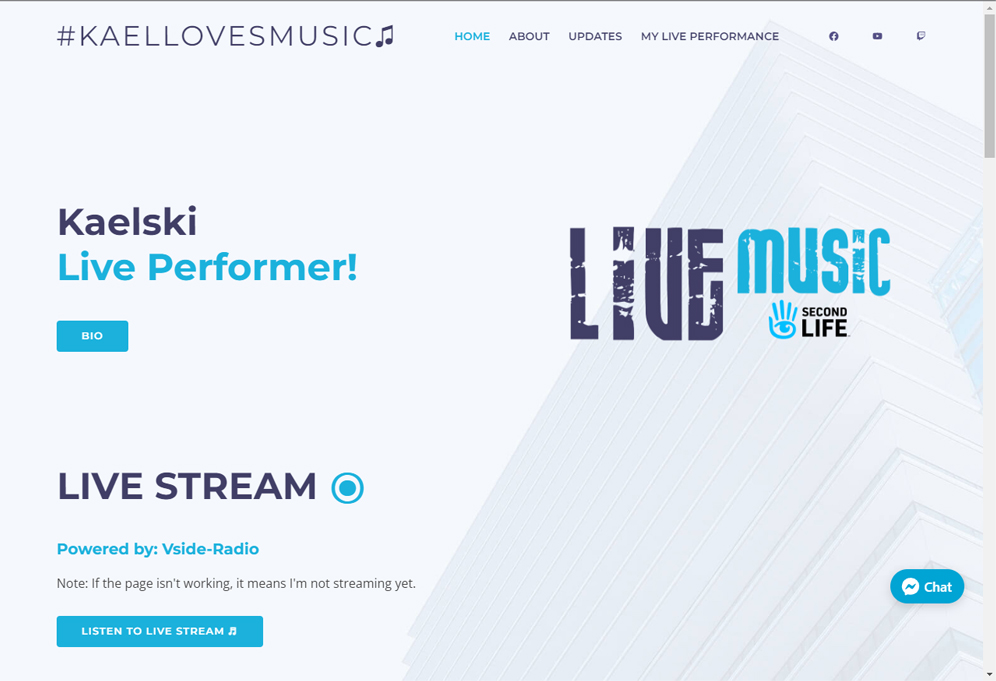 #KAELLOVESMUSIC
HOME ABOUT UPDATES MY LIVE PERFORMANCE
Kaelski
Live Performer!
BIO
LIVE MUSIC
SECOND
LIFE
LIVE STREAM
Powered by: Vside-Radio
Note: If the page isn't working, it means I'm not streaming yet.
LISTEN TO LIVE STREAM
Chat